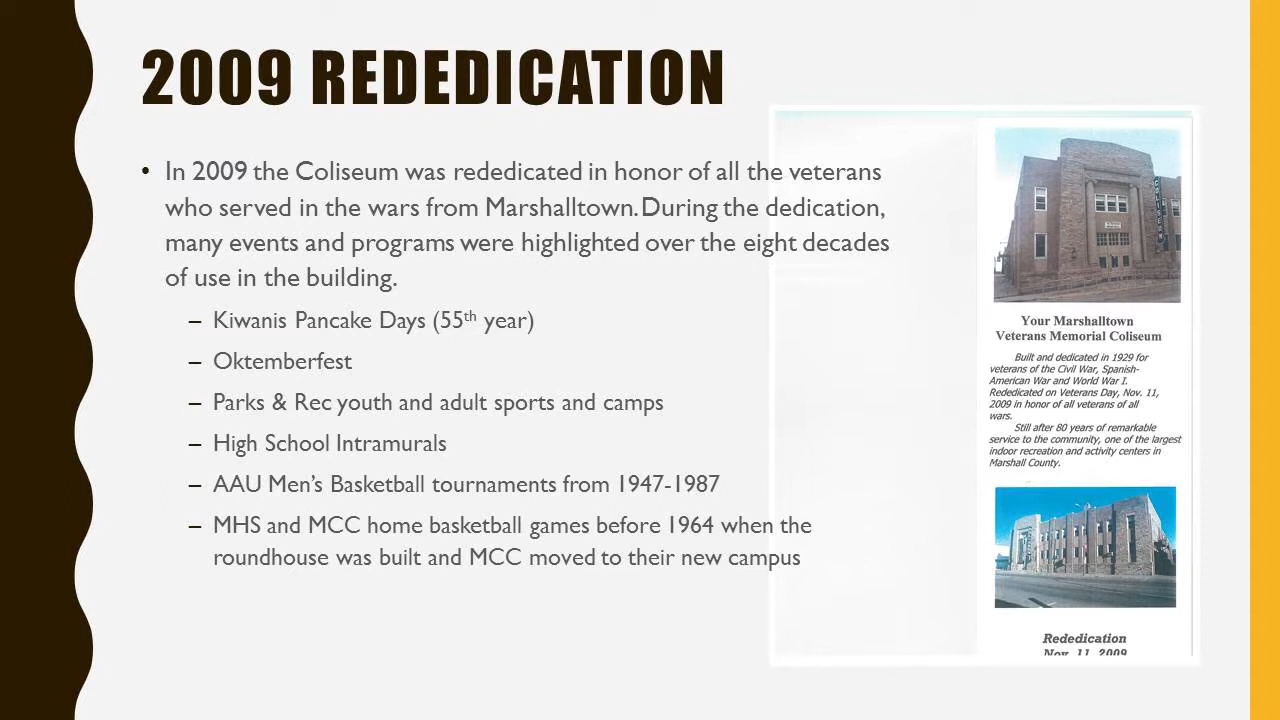 2009 REDEDICATION
• In 2009 the Coliseum was rededicated in honor of all the veterans
who served in the wars from Marshalltown. During the dedication,
many events and programs were highlighted over the eight decades
of use in the building.
– Kiwanis Pancake Days (55th year)
– Oktemberfest
– Parks & Rec youth and adult sports and camps
– High School Intramurals
– AAU Men's Basketball tournaments from 1947-1987
– MHS and MCC home basketball games before 1964 when the
roundhouse was built and MCC moved to their new campus
COLISEUM
Your Marshalltown
Veterans Memorial Coliseum
Built and dedicated in 1929 for
veterans of the Civil War, Spanish-
American War and World War I.
Rededicated on Veterans Day, Nov. 11,
2009 in honor of all veterans of all
wars.
Still after 80 years of remarkable
service to the community, one of the largest
indoor recreation and activity centers in
Marshall County.
Rededication
Nov. 11, 2009